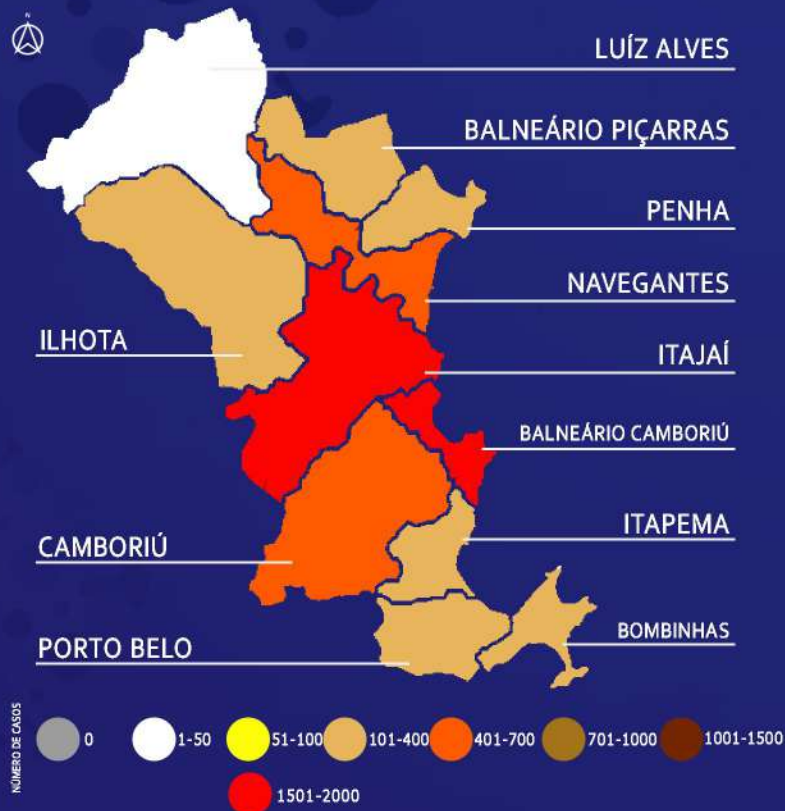 N
LUÍZ ALVES
BALNEÁRIO PIÇARRAS
PENHA
NAVEGANTES
ILHOTA
ITAJAÍ
BALNEÁRIO CAMBORIÚ
ITAPEMA
CAMBORIÚ
BOMBINHAS
PORTO BELO
NÚMERO DE CASOS
0
1-50
51-100
101-400
401-700
701-1000
1001-1500
1501-2000